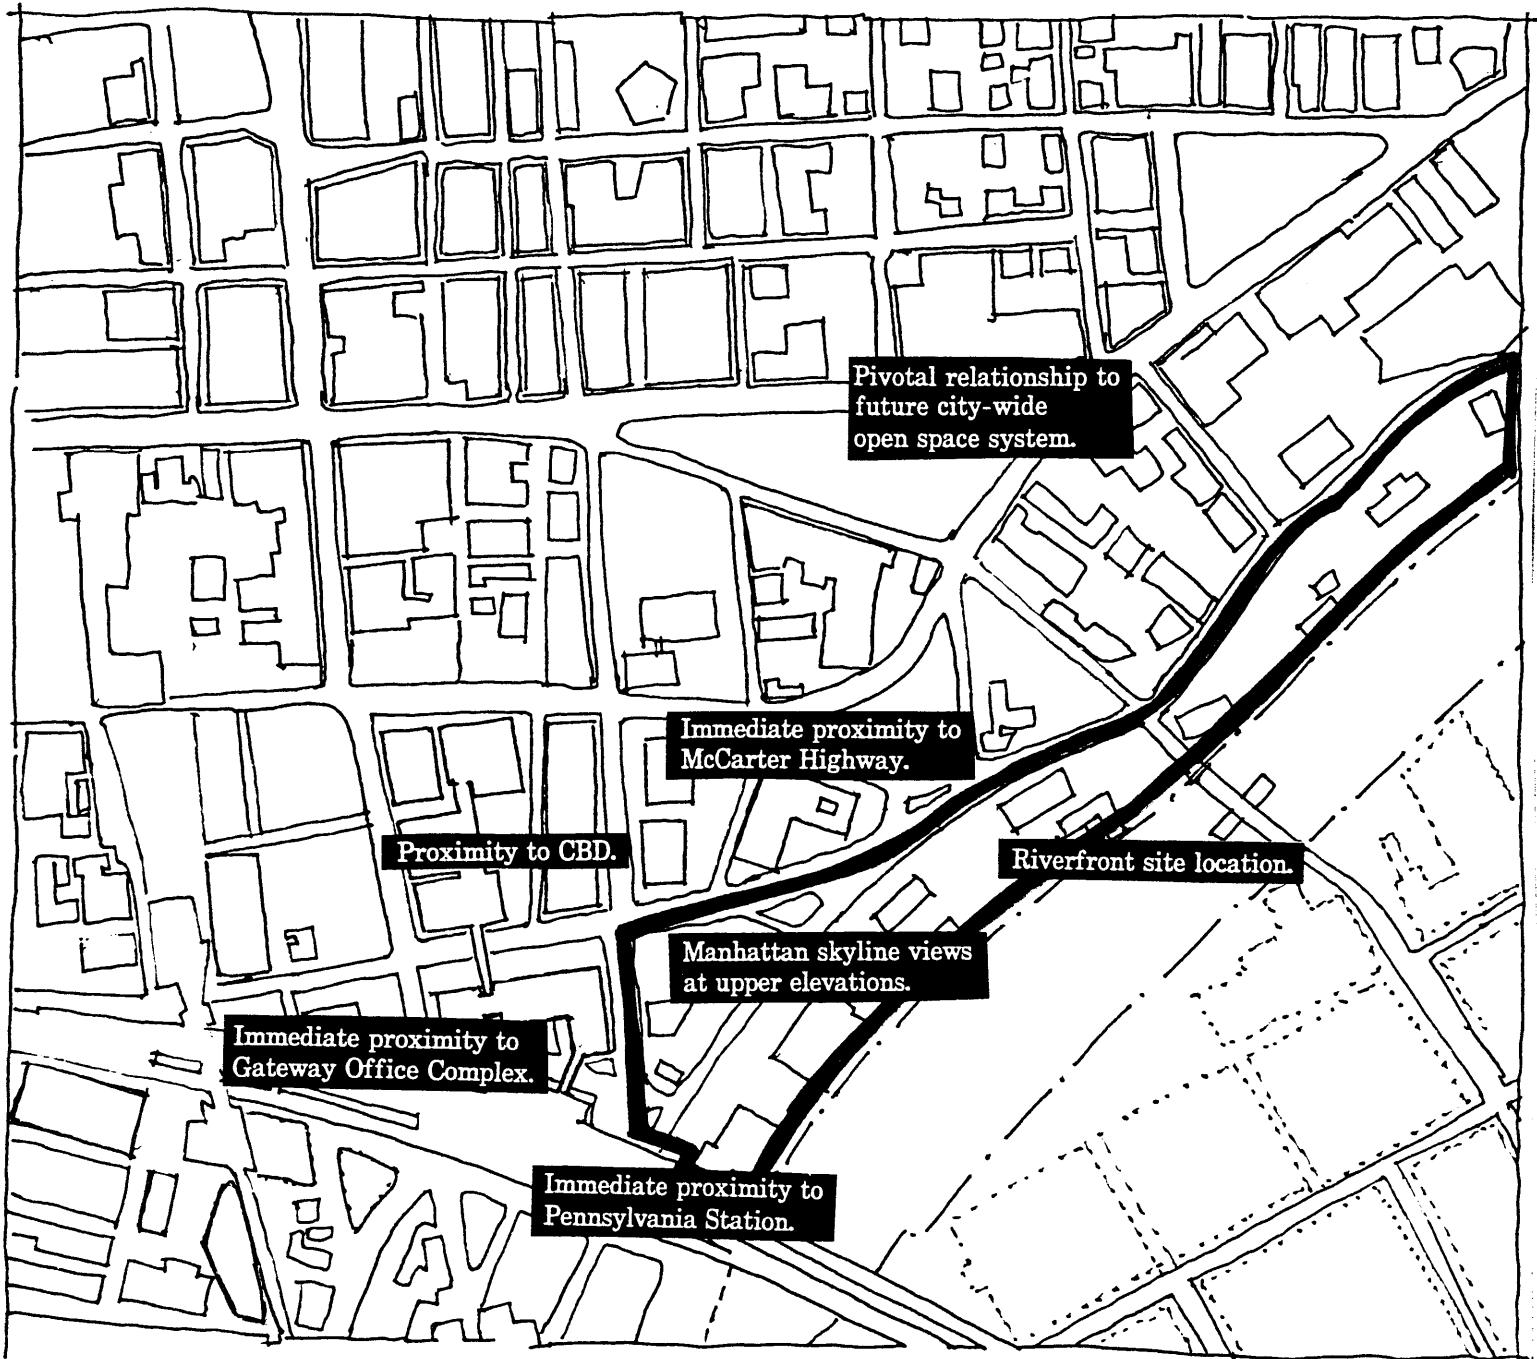 Pivotal relationship to
future city-wide
open space system.
Immediate proximity to
McCarter Highway.
Proximity to CBD.
Riverfront site location.
Manhattan skyline views
at upper elevations.
Immediate proximity to
Gateway Office Complex.
Immediate proximity to
Pennsylvania Station.